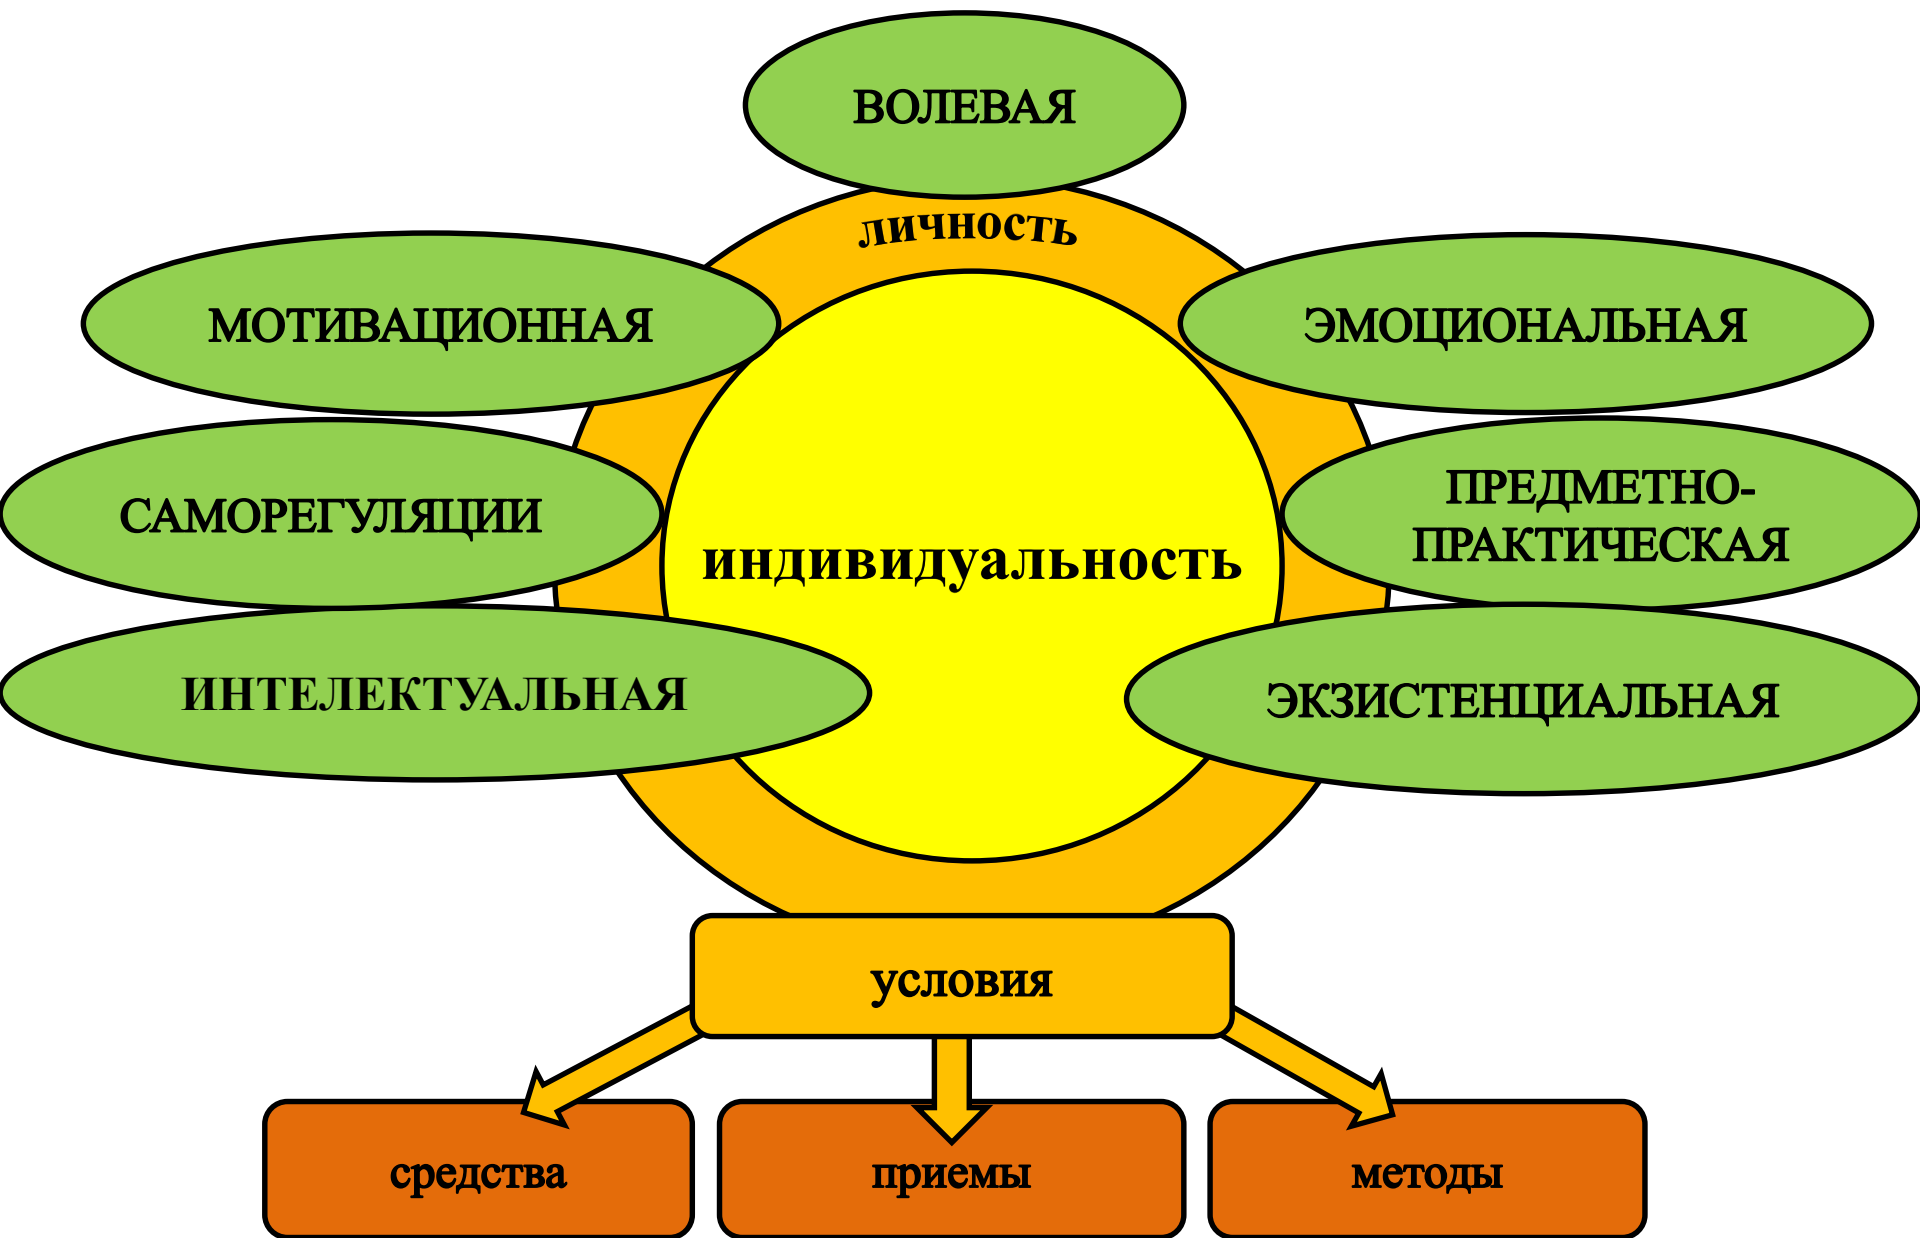 ВОЛЕВАЯ
личность
МОТИВАЦИОННАЯ
ЭМОЦИОНАЛЬНАЯ
САМОРЕГУЛЯЦИИ
ПРЕДМЕТНО-
ПРАКТИЧЕСКАЯ
индивидуальность
ИНТЕЛЕКТУАЛЬНАЯ
ЭКЗИСТЕНЦИАЛЬНАЯ
условия
средства
приемы
методы